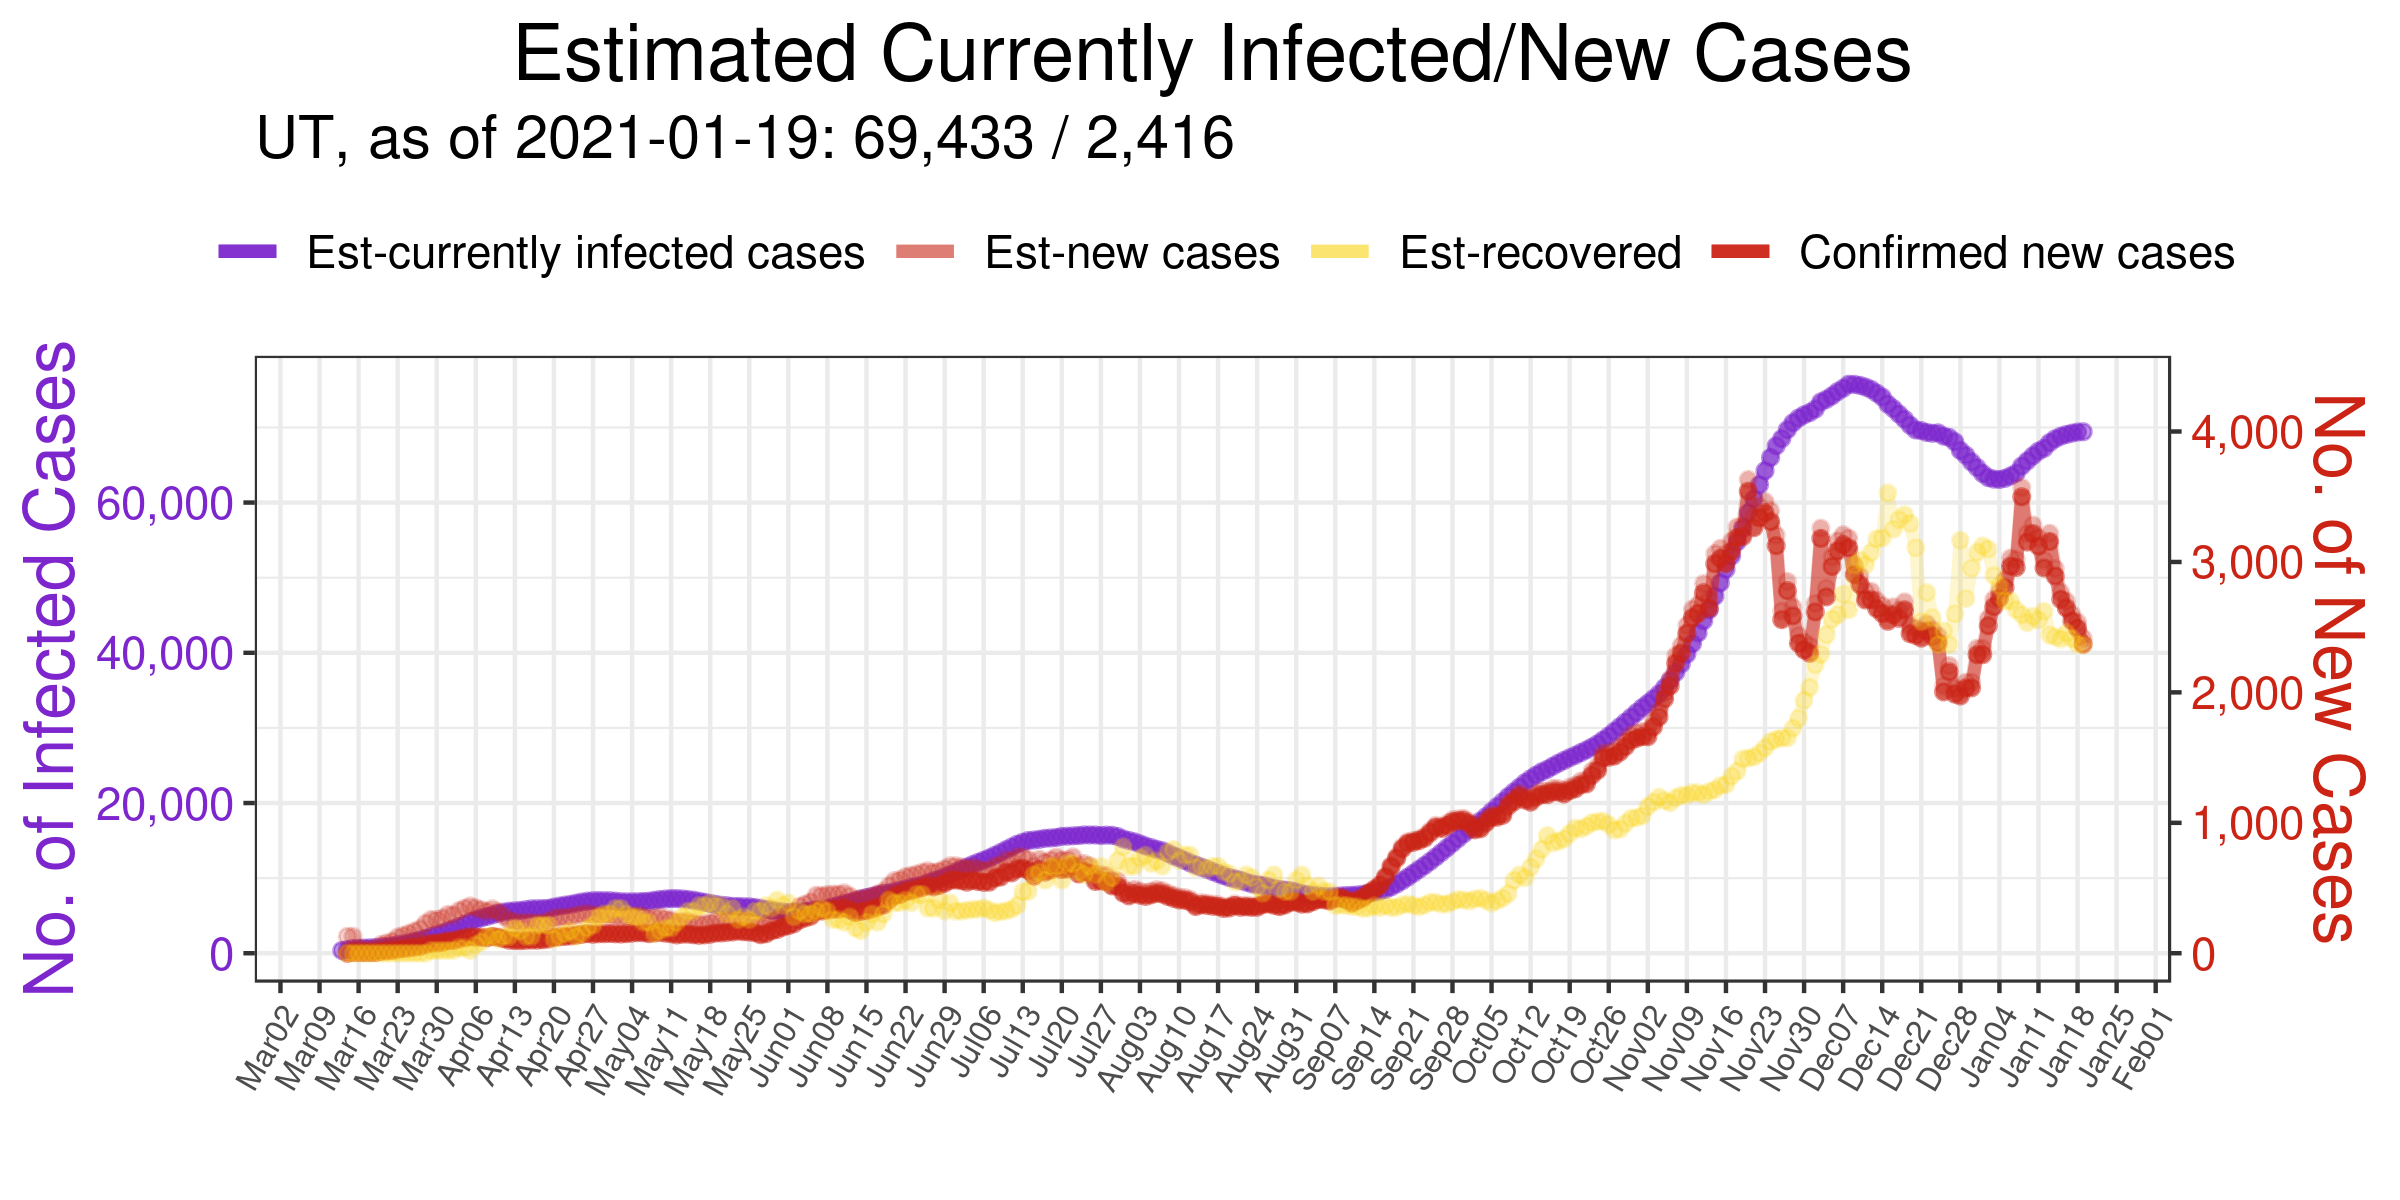 Estimated Currently Infected/New Cases
UT, as of 2021-01-19: 69,433 / 2,416
Est-currently infected cases Est-new cases Est-recovered Confirmed new cases
No. of Infected Cases
60,000
40,000
20,000
0
4,000
3,000
2,000
1,000
0
No. of New Cases
Mar02 Mar09 Mar16 Mar23 Mar30 Apr06 Apr13 Apr20 Apr27 May04 May11 May18 May25 Jun01 Jun08 Jun15 Jun22 Jun29 Jul06 Jul13 Jul20 Jul27 Aug03 Aug10 Aug17 Aug24 Aug31 Sep07 Sep14 Sep21 Sep28 Oct05 Oct12 Oct19 Oct26 Nov02 Nov09 Nov16 Nov23 Nov30 Dec07 Dec14 Dec21 Dec28 Jan04 Jan11 Jan18 Jan25 Feb01